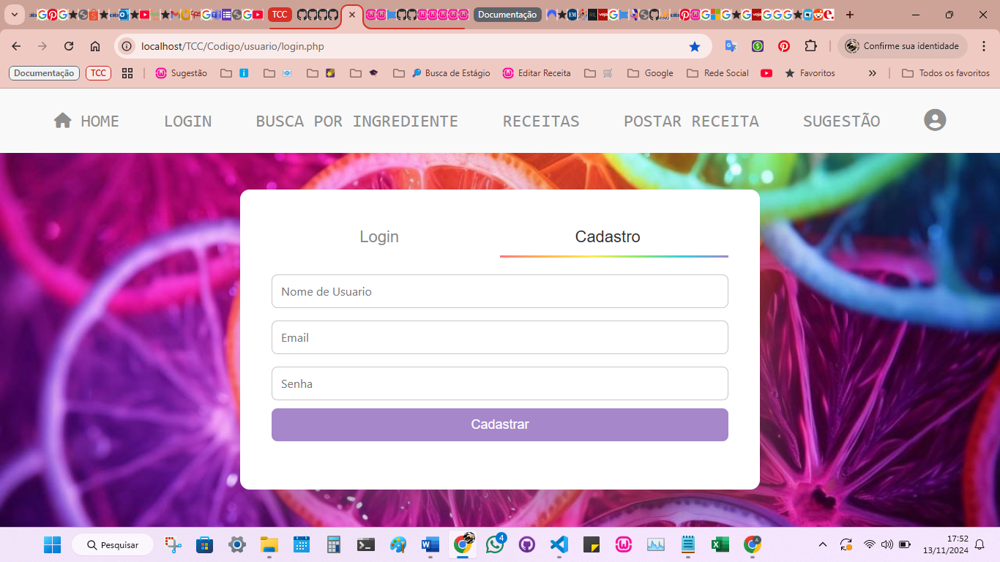 TCC
Documentação
localhost/TCC/Codigo/usuario/login.php
Confirme sua identidade
Documentação
TCC
Sugestão
Busca de Estágio
Editar Receita
Google
Rede Social
Favoritos
Todos os favoritos
HOME
LOGIN
BUSCA POR INGREDIENTE
RECEITAS
POSTAR RECEITA
SUGESTÃO
Login
Cadastro
Nome de Usuario
Email
Senha
Cadastrar
Pesquisar
4
17:52
13/11/2024